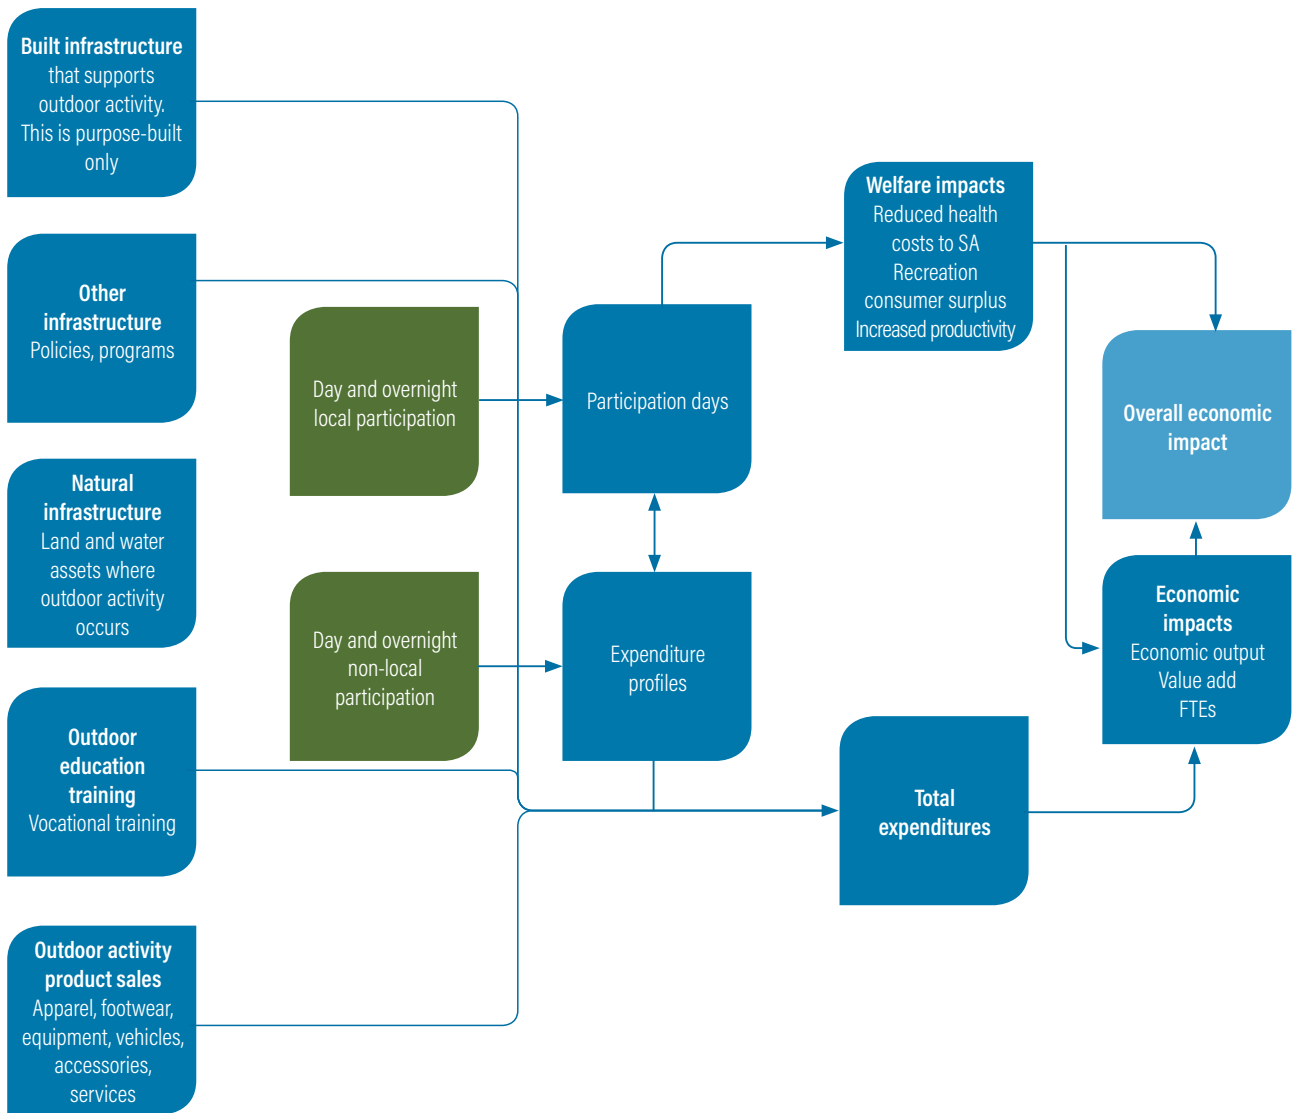 Built infrastructure
that supports
outdoor activity.
This is purpose-built
only
Other
infrastructure
Policies, programs
Natural
infrastructure
Land and water
assets where
outdoor activity
occurs
Outdoor
education
training
Vocational training
Outdoor activity
product sales
Apparel, footwear,
equipment, vehicles,
accessories,
services
Day and overnight
local participation
Day and overnight
non-local
participation
Participation days
Expenditure
profiles
Welfare impacts
Reduced health
costs to SA
Recreation
consumer surplus
Increased productivity
Total
expenditures
Overall economic
impact
Economic
impacts
Economic output
Value add
FTEs